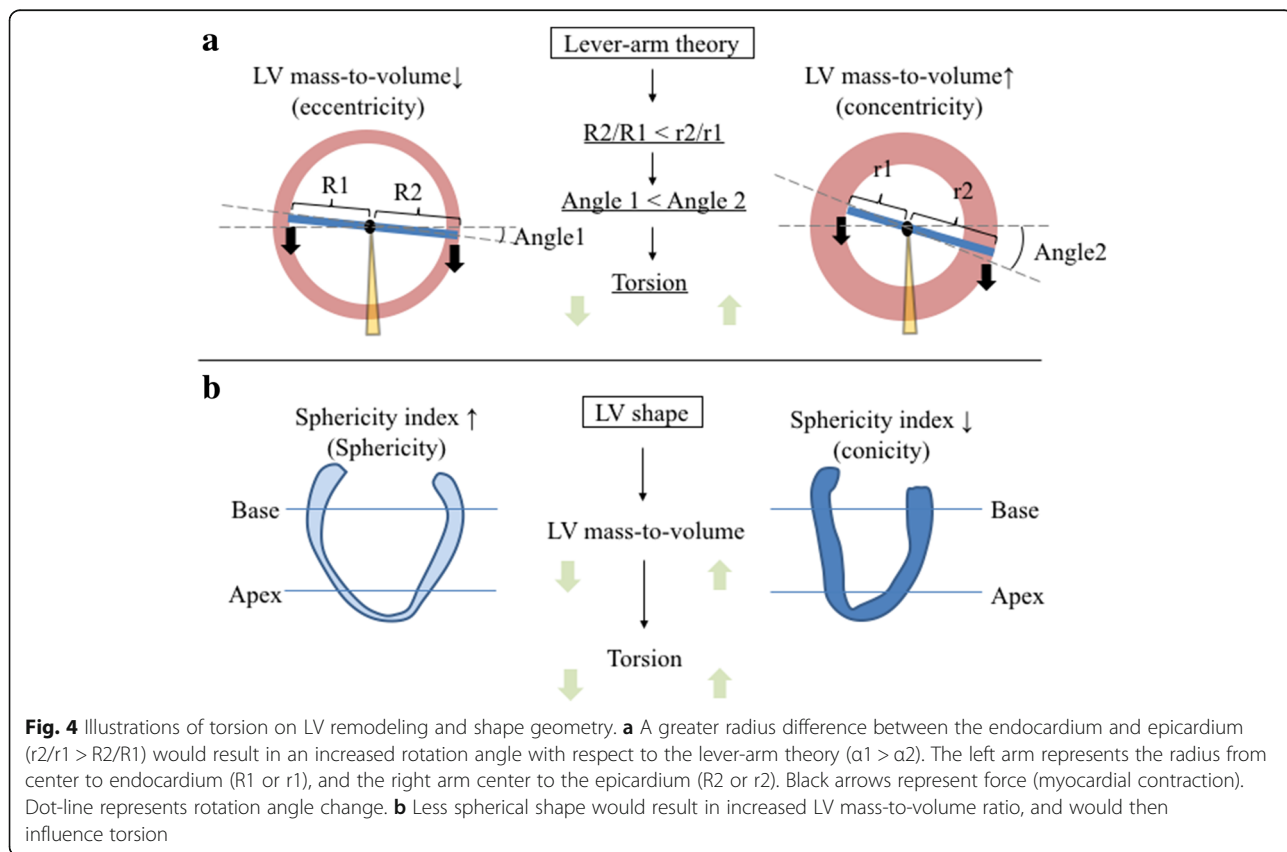 a
Lever-arm theory
LV mass-to-volume↓
(eccentricity)
LV mass-to-volume↑
(concentricity)
R2/R1 < r2/r1
R1
R2
r1
r2
Angle 1 < Angle 2
Angle1
Angle2
Torsion
b
Sphericity index ↑
(Sphericity)
LV shape
Sphericity index ↓
(conicity)
Base
Base
LV mass-to-volume
Apex
Apex
Torsion
Fig. 4 Illustrations of torsion on LV remodeling and shape geometry. a A greater radius difference between the endocardium and epicardium
(r2/r1 > R2/R1) would result in an increased rotation angle with respect to the lever-arm theory (α1 > α2). The left arm represents the radius from
center to endocardium (R1 or r1), and the right arm center to the epicardium (R2 or r2). Black arrows represent force (myocardial contraction).
Dot-line represents rotation angle change. b Less spherical shape would result in increased LV mass-to-volume ratio, and would then
influence torsion